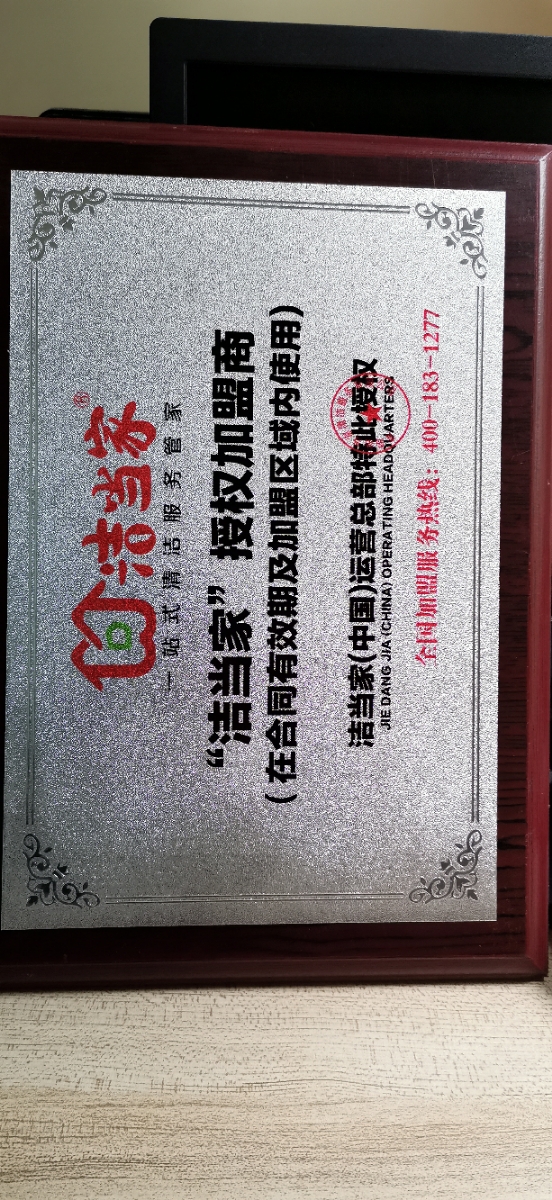 洁当家®
一站式清洁服务管家
“洁当家”授权加盟商
(在合同有效期及加盟区域内使用)
洁当家(中国)运营总部特此授权
JIE DANG JIA (CHINA) OPERATING HEADQUARTERS
全国加盟服务热线：400-183-1277